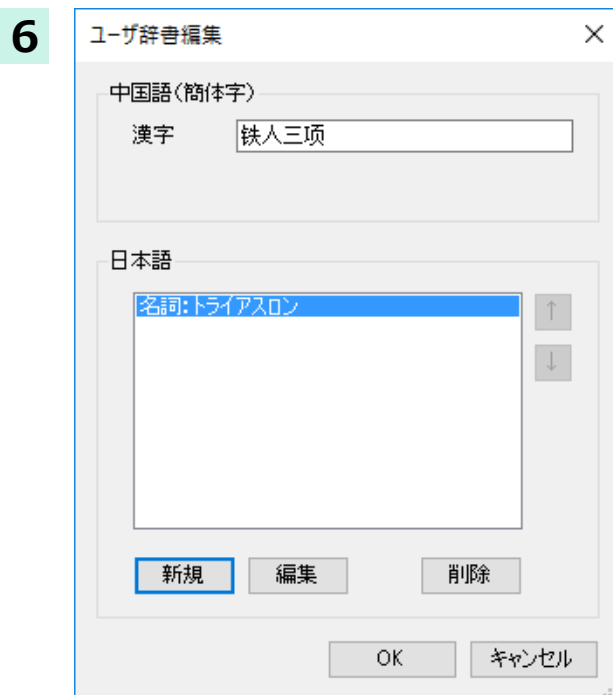 6
ユーザ辞書編集
中国語(簡体字)
漢字 铁人三项
日本語
名詞:トライアスロン
↑
↓
新規 編集 削除
OK キャンセル